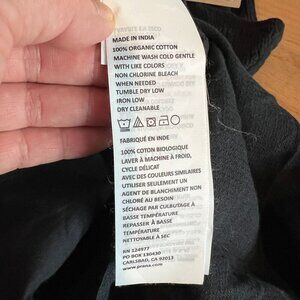 MADE IN INDIA
100% ORGANIC COTTON
MACHINE WASH COLD GENTLE
WITH LIKE COLORS
NON CHLORINE BLEACH
WHEN NEEDED
TUMBLE DRY LOW
IRON LOW
DRY CLEANABLE
FABRIQUÉ EN INDE
100% COTON BIOLOGIQUE
LAVER À MACHINE À FROID,
CYCLE DÉLICAT
AVEC DES COULEURS SIMILAIRES
UTILISER SEULEMENT UN
AGENT DE BLANCHIMENT NON
CHLORÉ AU BESOIN
SÉCHAGE PAR CULBUTAGE À
BASSE TEMPÉRATURE
REPASSER À BASSE
TEMPÉRATURE
NETTOYABLE À SEC
RN 124977
PO BOX 130430
CARLSBAD, CA 92013
www.prana.com